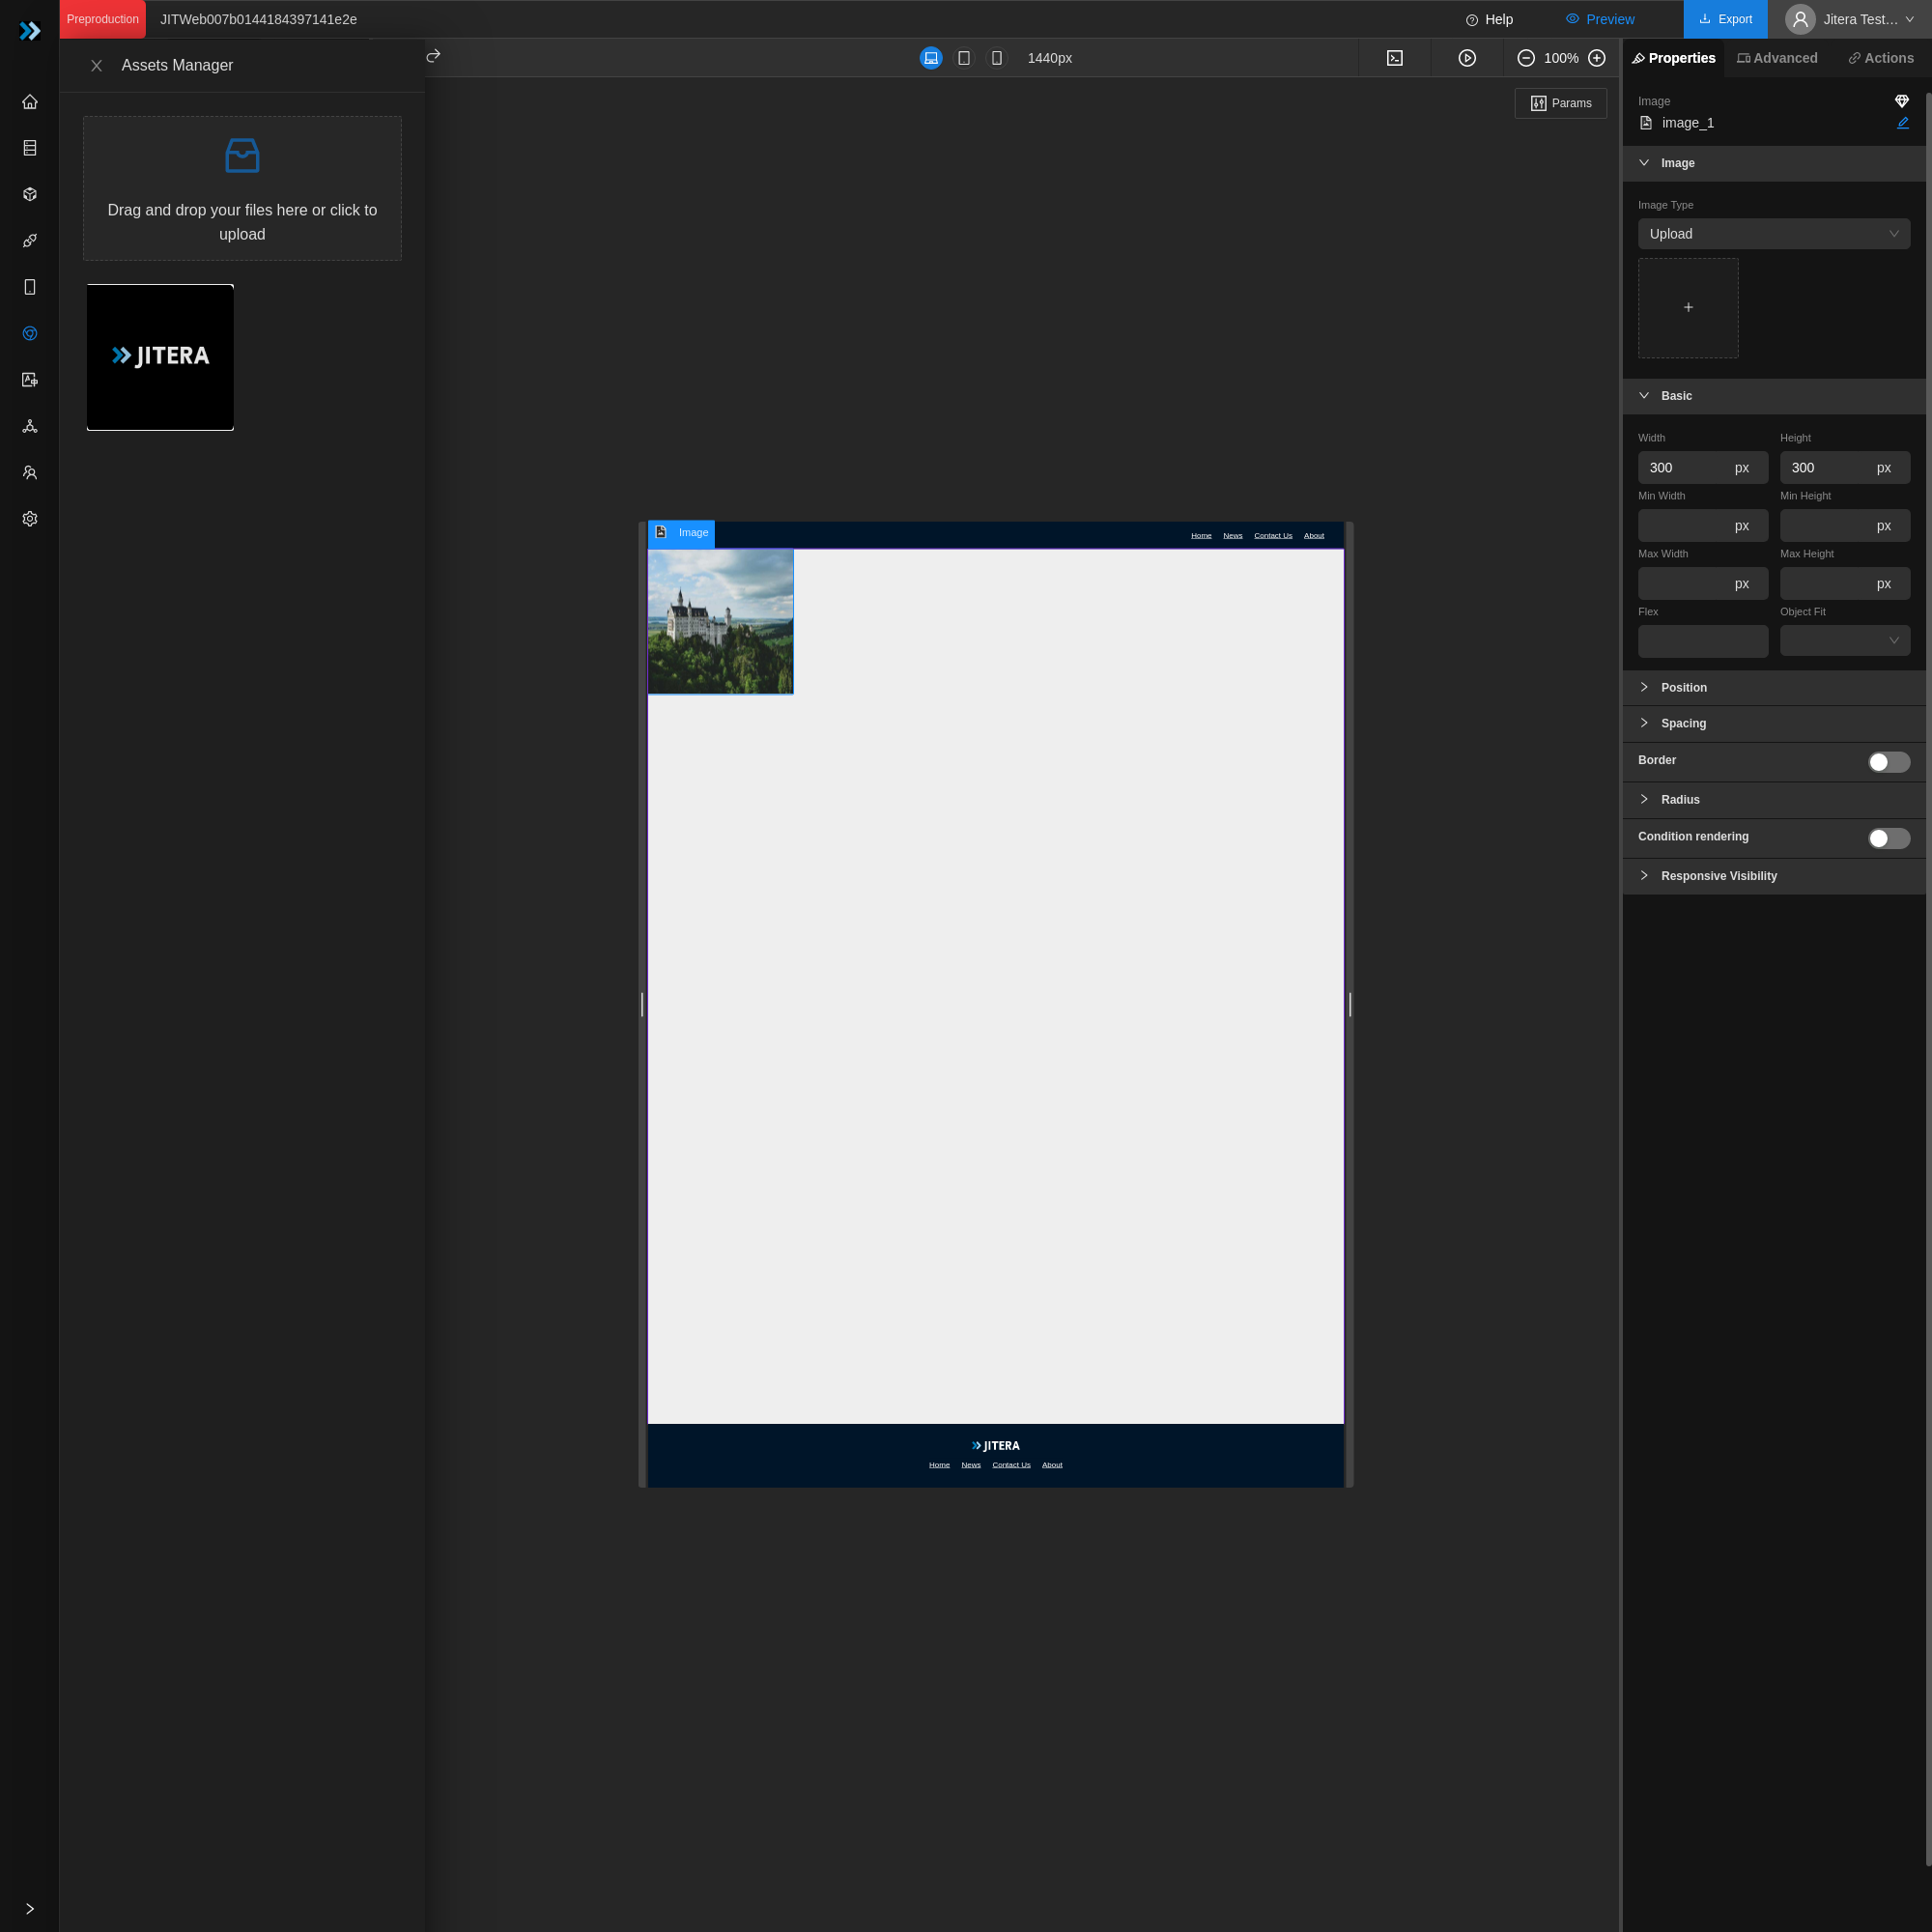 Preproduction
JITWeb007b0144184397141e2e
Help
Preview
Export
Jitera Test...
Assets Manager
1440px
100%
Properties
Advanced
Actions
Params
Drag and drop your files here or click to
upload
JITERA
Image
image_1
Image
Image Type
Upload
Basic
Width
Height
300 px
300 px
Min Width
Min Height
px
px
Max Width
Max Height
px
px
Flex
Object Fit
Position
Spacing
Border
Radius
Condition rendering
Responsive Visibility
Image
Home
News
Contact Us
About
JITERA
Home
News
Contact Us
About